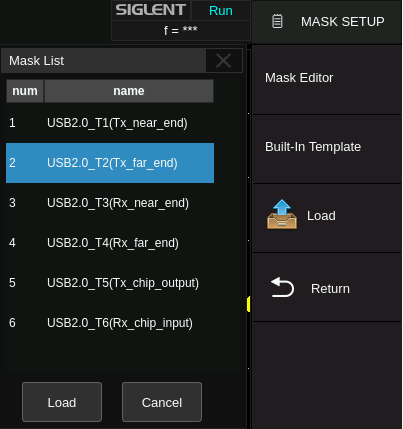 SIGLENT Run
f = ***
MASK SETUP
Mask List
num name
1 USB2.0_T1(Tx_near_end)
2 USB2.0_T2(Tx_far_end)
3 USB2.0_T3(Rx_near_end)
4 USB2.0_T4(Rx_far_end)
5 USB2.0_T5(Tx_chip_output)
6 USB2.0_T6(Rx_chip_input)
Load Cancel
Mask Editor
Built-In Template
Load
Return